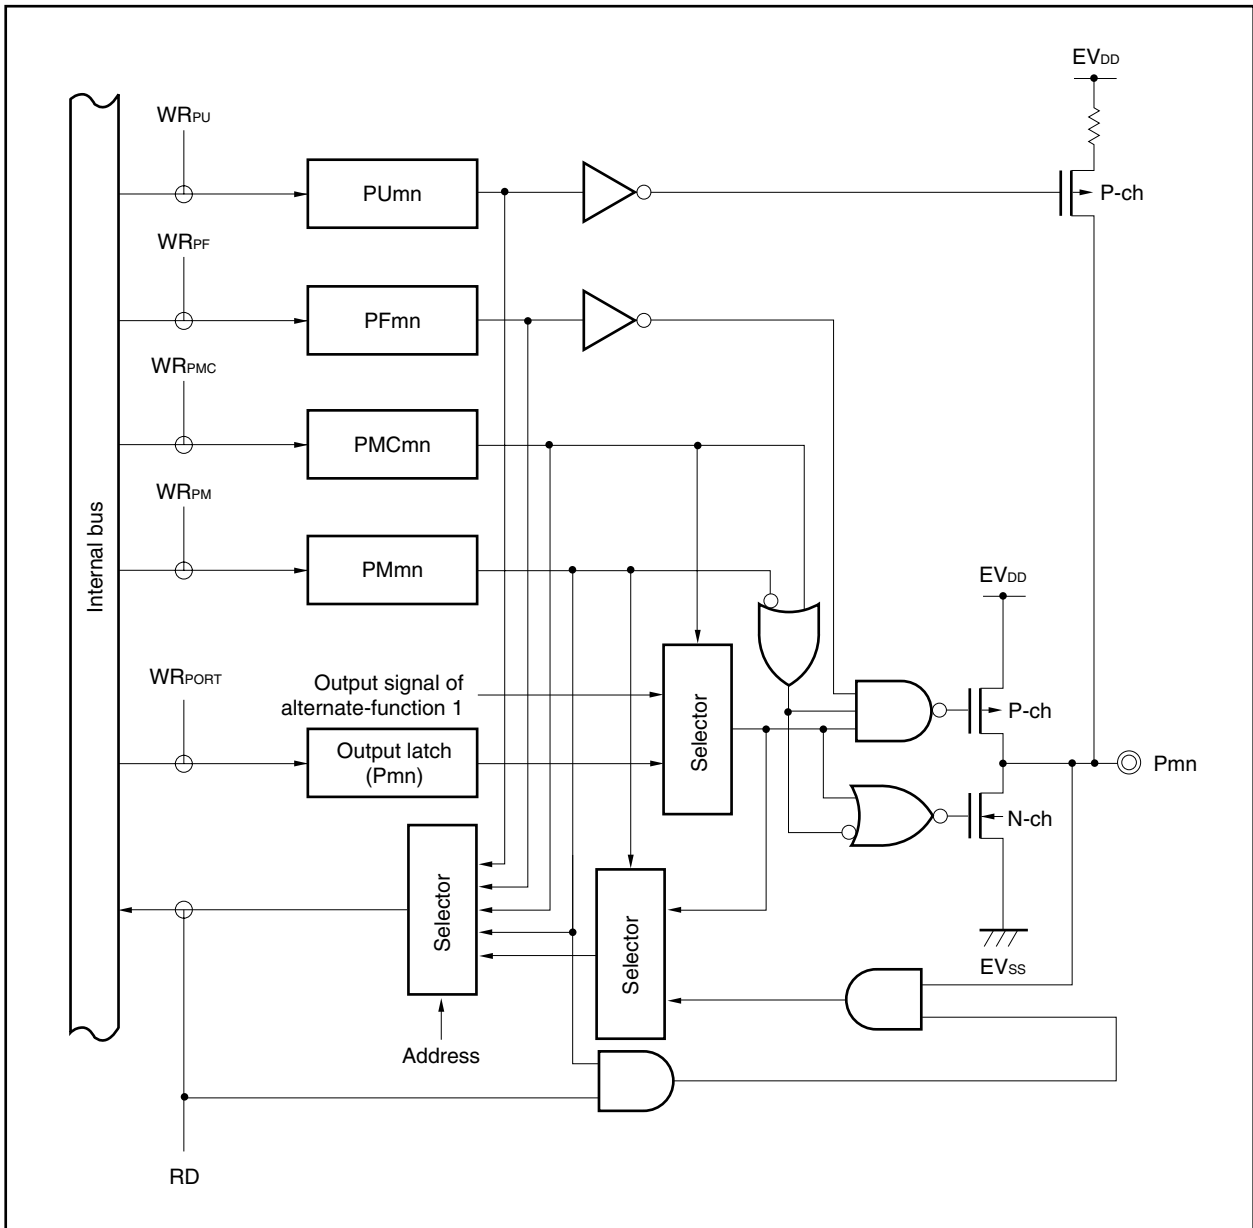 EVDD
WRPU
PUmn
P-ch
WRPF
PFmn
WRPMC
PMCmn
WRPM
Internal bus
PMmn
EVDD
WRPORT
Output signal of
alternate-function 1
Selector
P-ch
Output latch
(Pmn)
Pmn
N-ch
Selector
Selector
EVSS
Address
RD